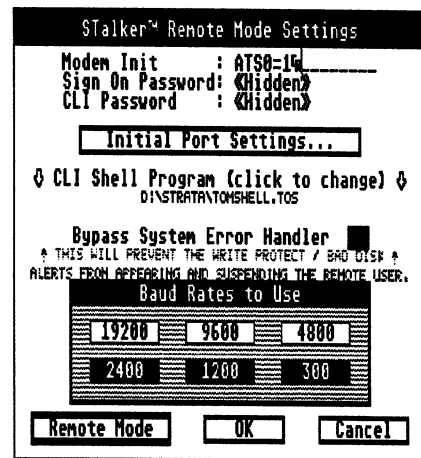 STalker™ Remote Mode Settings
Modem Init : ATS0=1
Sign On Password: 《Hidden》
CLI Password : 《Hidden》
Initial Port Settings...
⇩ CLI Shell Program (click to change) ⇩
D:\STRATA\TOMSHELL.TOS
Bypass System Error Handler
↑ THIS WILL PREVENT THE WRITE PROTECT / BAD DISK ↑
ALERTS FROM APPEARING AND SUSPENDING THE REMOTE USER.
Baud Rates to Use
19200 9600 4800
2400 1200 300
Remote Mode OK Cancel